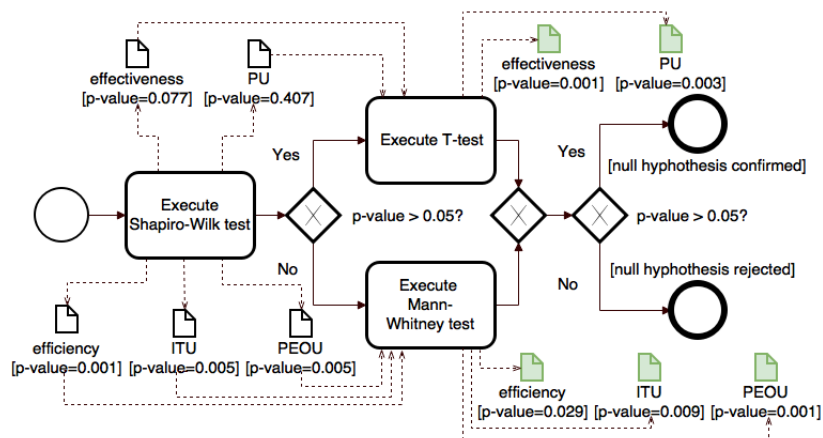 effectiveness
[p-value=0.077]
PU
[p-value=0.407]
effectiveness
[p-value=0.001]
PU
[p-value=0.003]
Execute T-test
Yes
Yes
[null hyphothesis confirmed]
Execute
Shapiro-Wilk test
p-value > 0.05?
p-value > 0.05?
No
No
[null hyphothesis rejected]
Execute
Mann-
Whitney test
efficiency
[p-value=0.001]
ITU
[p-value=0.005]
PEOU
[p-value=0.005]
efficiency
[p-value=0.029]
ITU
[p-value=0.009]
PEOU
[p-value=0.001]